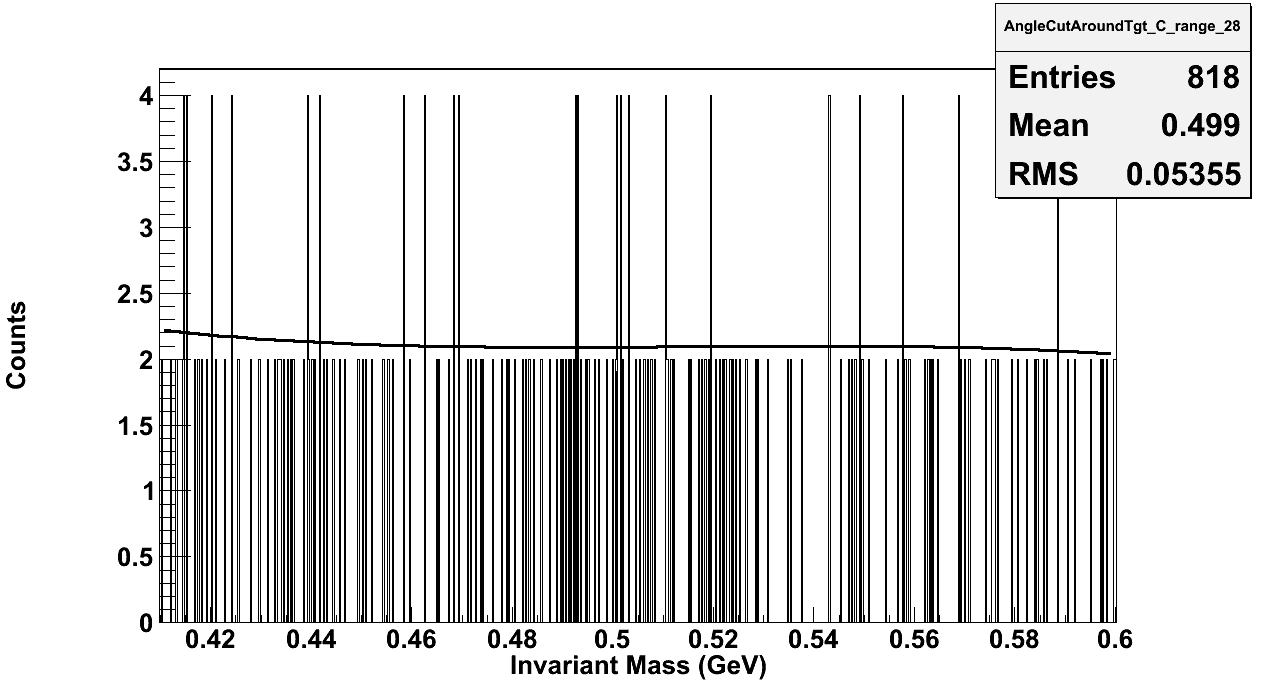 AngleCutAroundTgt_C_range_28
Entries 818
Mean 0.499
RMS 0.05355
4
3.5
3
2.5
2
1.5
1
0.5
0
Counts
0.42 0.44 0.46 0.48 0.5 0.52 0.54 0.56 0.58 0.6
Invariant Mass (GeV)